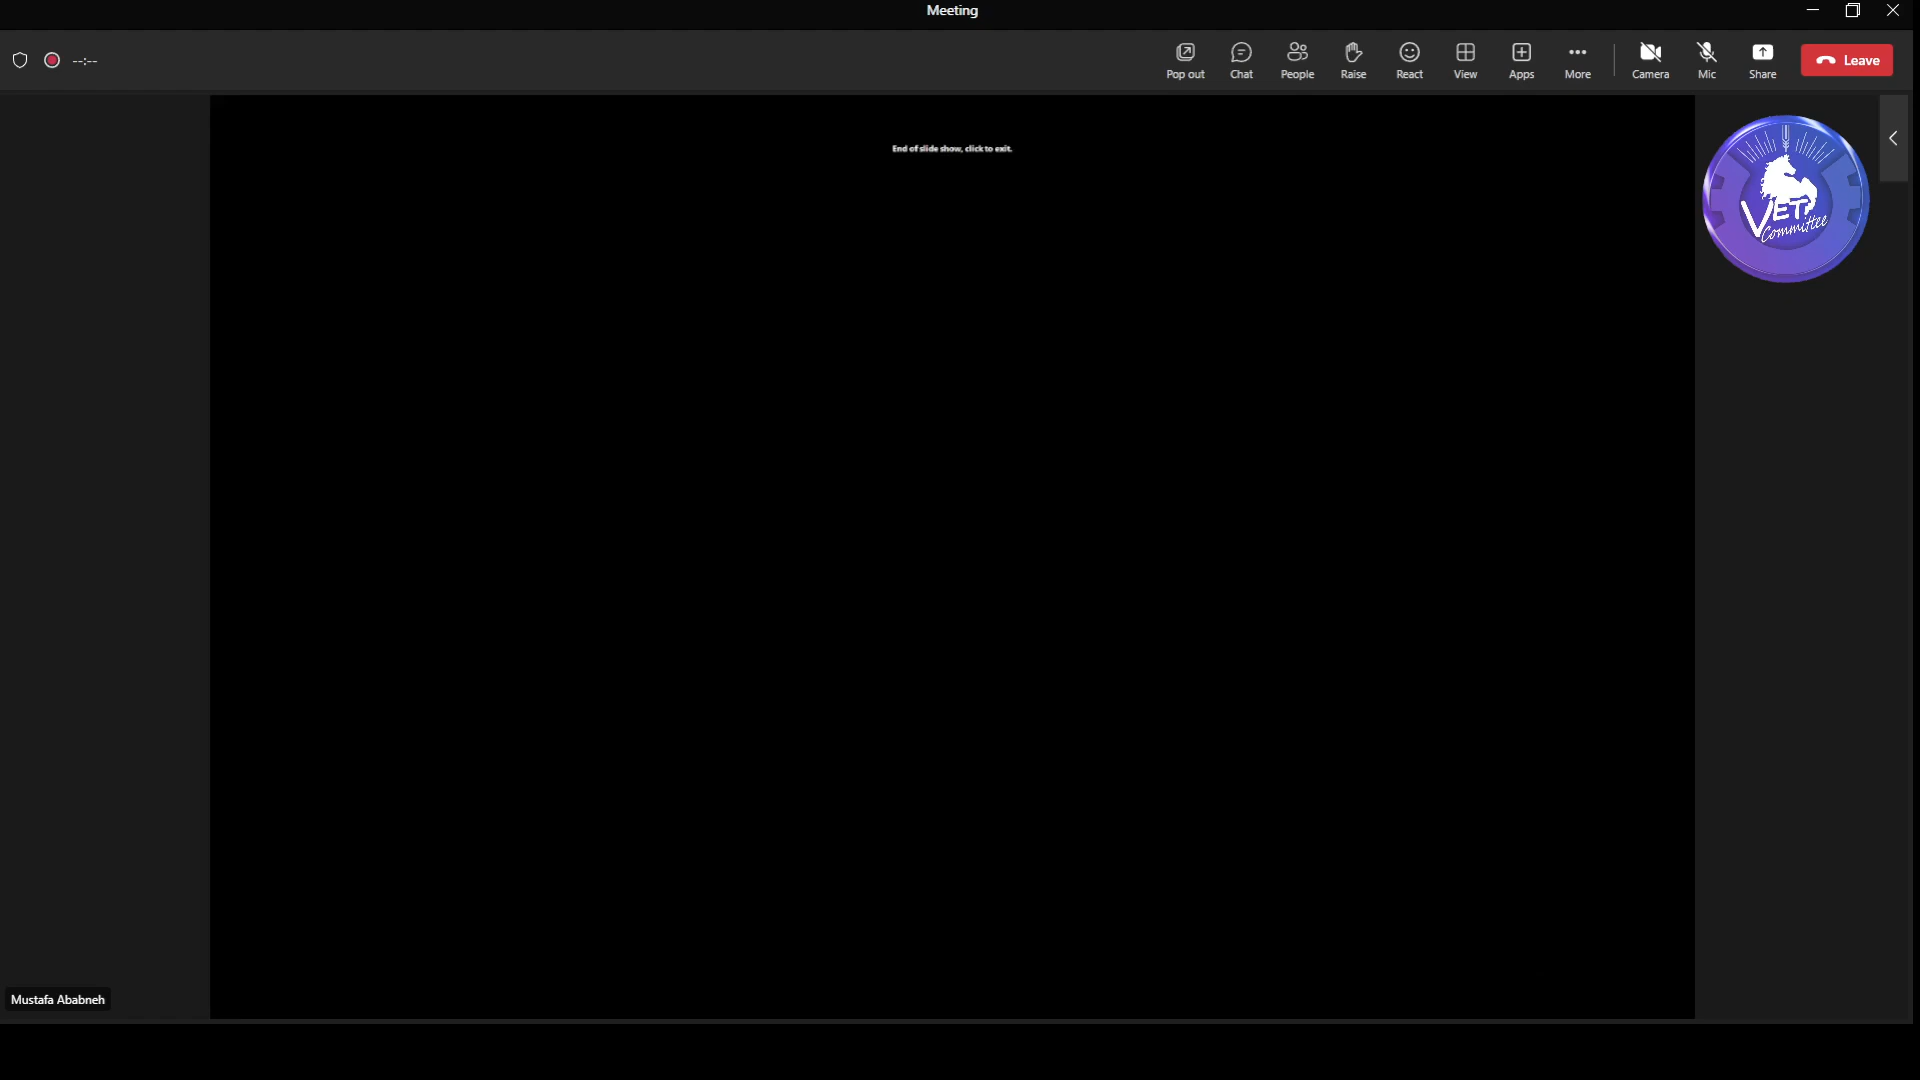 Meeting
--:--
Pop out
Chat
People
Raise
React
View
Apps
More
Camera
Mic
Share
Leave
End of slide show, click to exit.
VET
Committee
Mustafa Ababneh